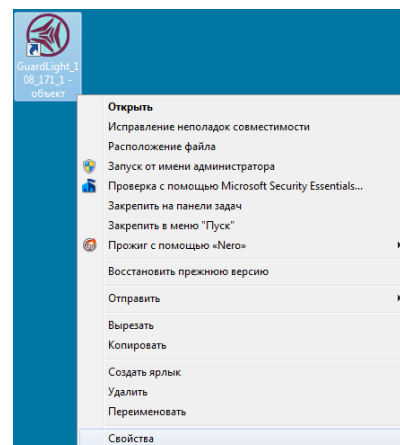 GuardLight_1
08_171_1 -
объект
Открыть
Исправление неполадок совместимости
Расположение файла
Запуск от имени администратора
Проверка с помощью Microsoft Security Essentials...
Закрепить на панели задач
Закрепить в меню "Пуск"
Прожиг с помощью «Nero»
Восстановить прежнюю версию
Отправить
Вырезать
Копировать
Создать ярлык
Удалить
Переименовать
Свойства